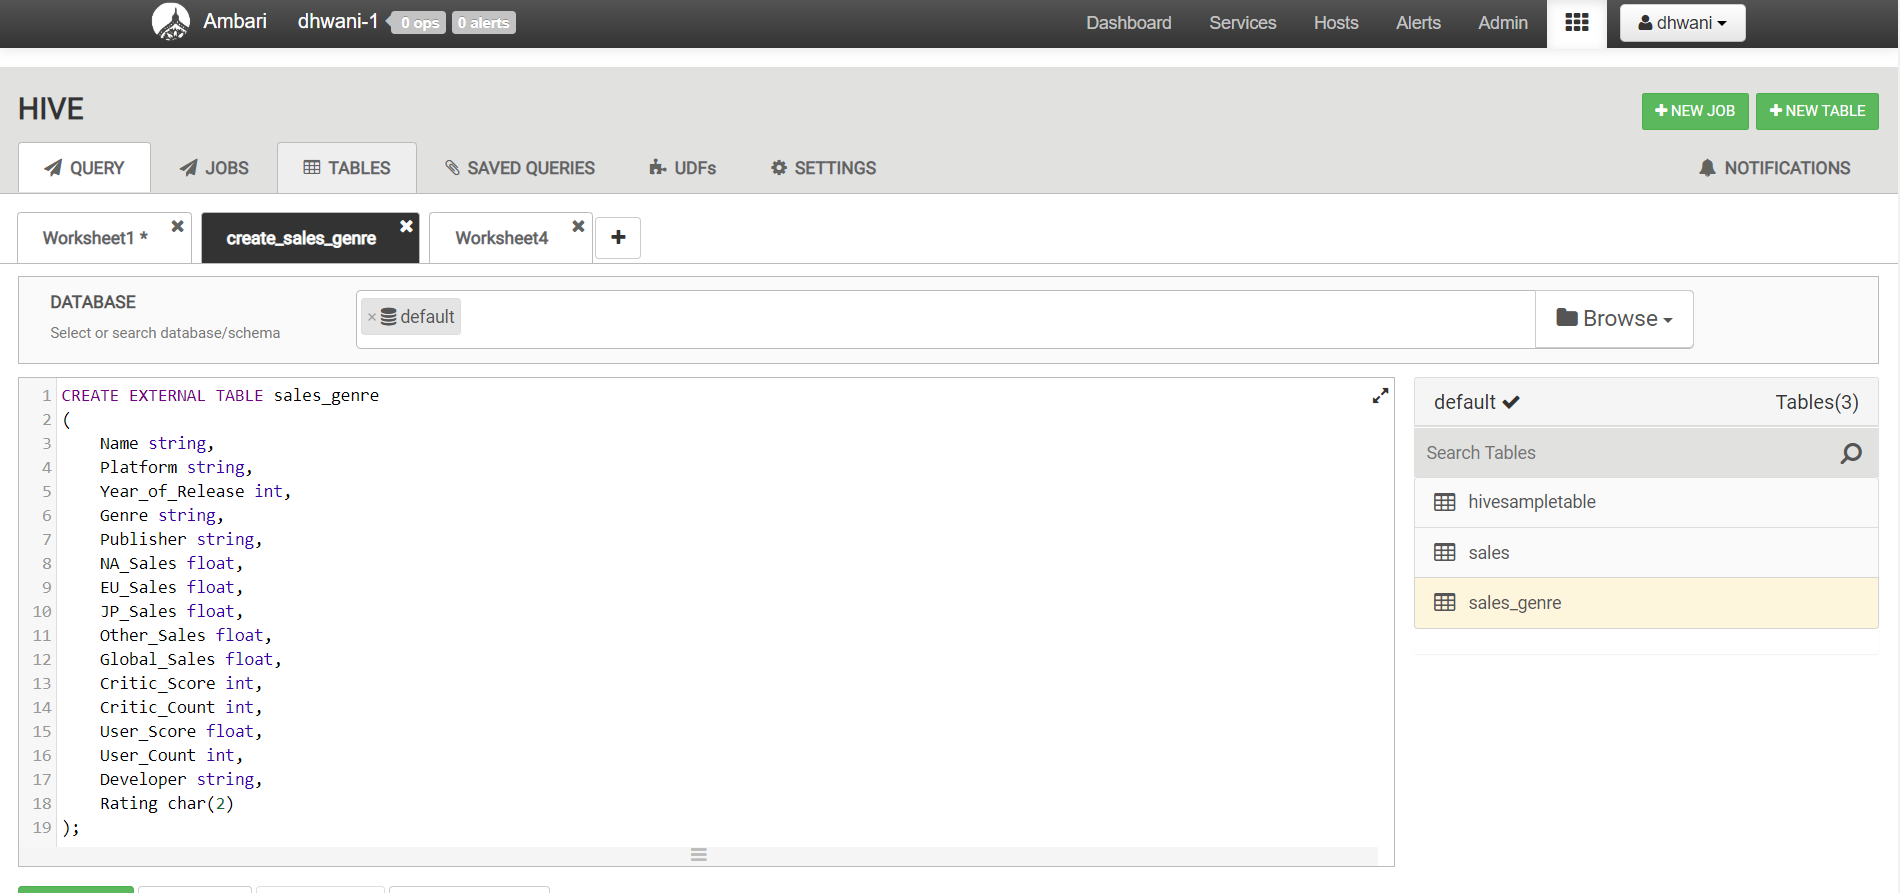 Ambari dhwani-1 0 ops 0 alerts Dashboard Services Hosts Alerts Admin dhwani
HIVE
NEW JOB NEW TABLE
QUERY JOBS TABLES SAVED QUERIES UDFs SETTINGS NOTIFICATIONS
Worksheet1 * create_sales_genre Worksheet4 +
DATABASE
Select or search database/schema
× default
Browse
1 CREATE EXTERNAL TABLE sales_genre
2 (
3 Name string,
4 Platform string,
5 Year_of_Release int,
6 Genre string,
7 Publisher string,
8 NA_Sales float,
9 EU_Sales float,
10 JP_Sales float,
11 Other_Sales float,
12 Global_Sales float,
13 Critic_Score int,
14 Critic_Count int,
15 User_Score float,
16 User_Count int,
17 Developer string,
18 Rating char(2)
19 );
default Tables(3)
Search Tables
hivesampletable
sales
sales_genre